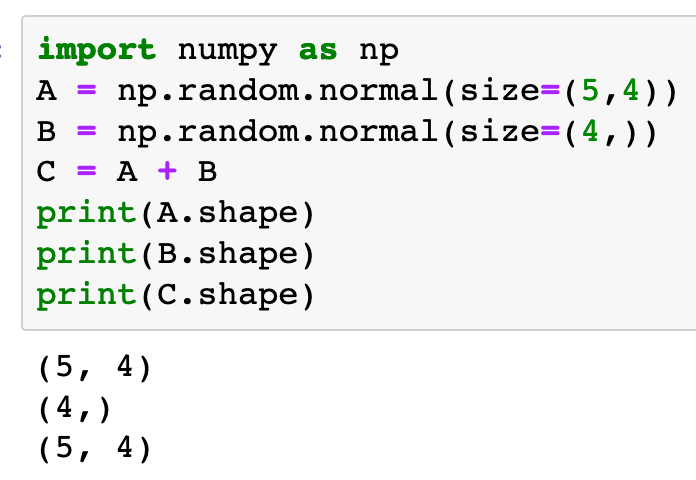 import numpy as np
A = np.random.normal(size=(5,4))
B = np.random.normal(size=(4,))
C = A + B
print(A.shape)
print(B.shape)
print(C.shape)
(5, 4)
(4,)
(5, 4)